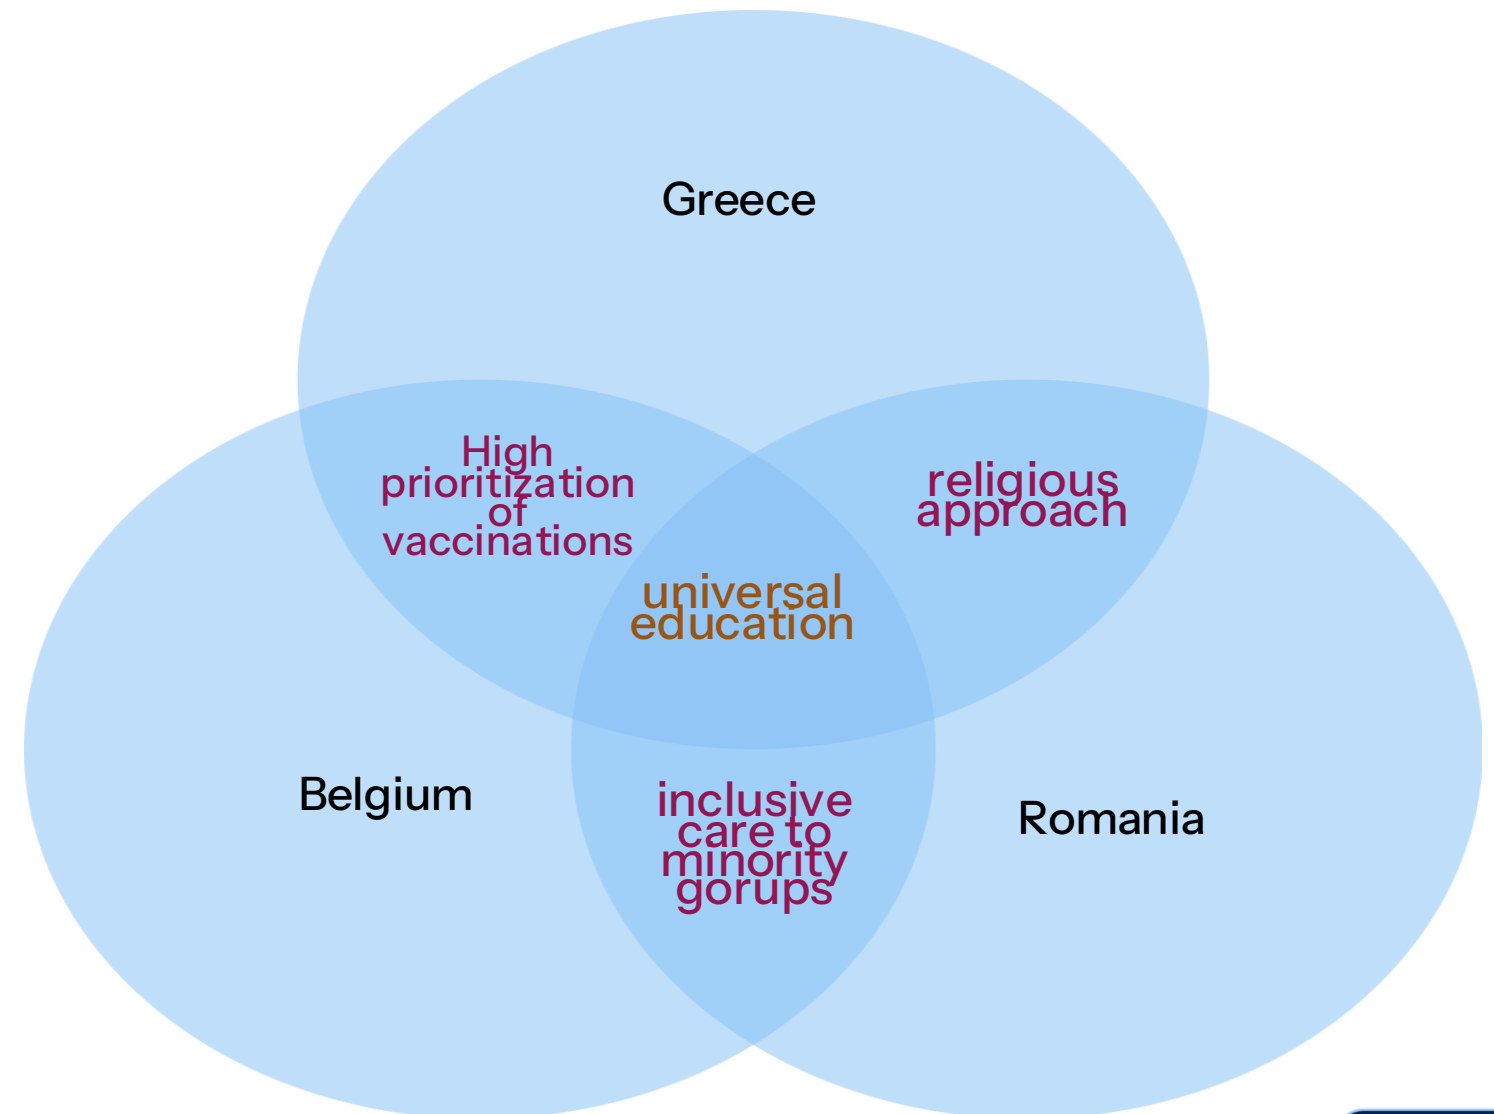 Greece
High
prioritization
of
vaccinations
religious
approach
universal
education
Belgium
inclusive
care to
minority
gorups
Romania